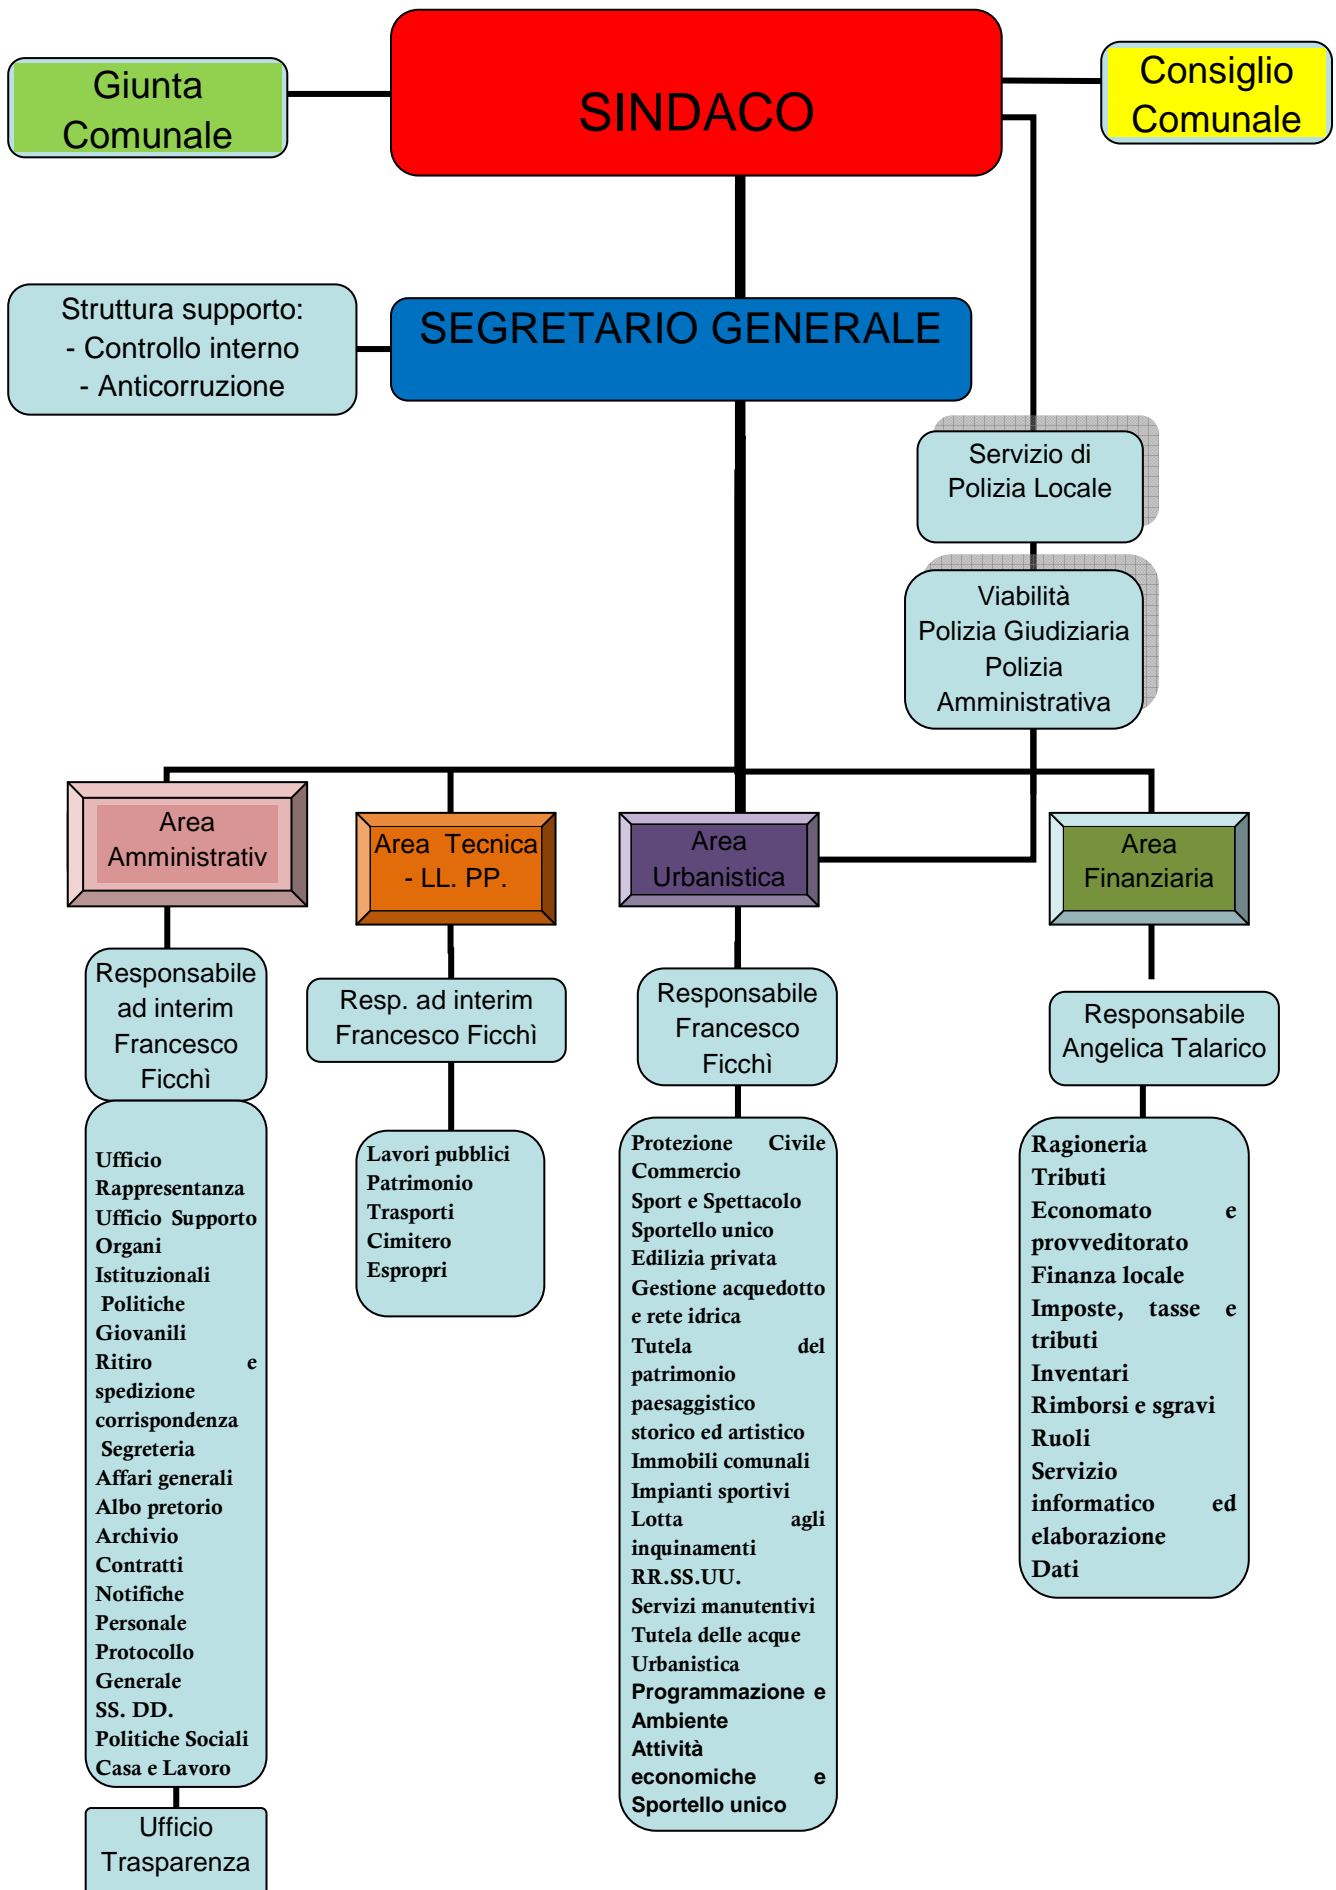 Giunta
Comunale
SINDACO
Consiglio
Comunale
Struttura supporto:
- Controllo interno
- Anticorruzione
SEGRETARIO GENERALE
Servizio di
Polizia Locale
Viabilità
Polizia Giudiziaria
Polizia
Amministrativa
Area
Amministrativ
Area Tecnica
- LL. PP.
Area
Urbanistica
Area
Finanziaria
Responsabile
ad interim
Francesco
Ficchì
Resp. ad interim
Francesco Ficchì
Responsabile
Francesco
Ficchì
Responsabile
Angelica Talarico
Ufficio
Rappresentanza
Ufficio Supporto
Organi
Istituzionali
Politiche
Giovanili
Ritiro e
spedizione
corrispondenza
Segreteria
Affari generali
Albo pretorio
Archivio
Contratti
Notifiche
Personale
Protocollo
Generale
SS. DD.
Politiche Sociali
Casa e Lavoro
Lavori pubblici
Patrimonio
Trasporti
Cimitero
Espropri
Protezione Civile
Commercio
Sport e Spettacolo
Sportello unico
Edilizia privata
Gestione acquedotto
e rete idrica
Tutela del
patrimonio
paesaggistico
storico ed artistico
Immobili comunali
Impianti sportivi
Lotta agli
inquinamenti
RR.SS.UU.
Servizi manutentivi
Tutela delle acque
Urbanistica
Programmazione e
Ambiente
Attività
economiche e
Sportello unico
Ragioneria
Tributi
Economato e
provveditorato
Finanza locale
Imposte, tasse e
tributi
Inventari
Rimborsi e sgravi
Ruoli
Servizio
informatico ed
elaborazione
Dati
Ufficio
Trasparenza